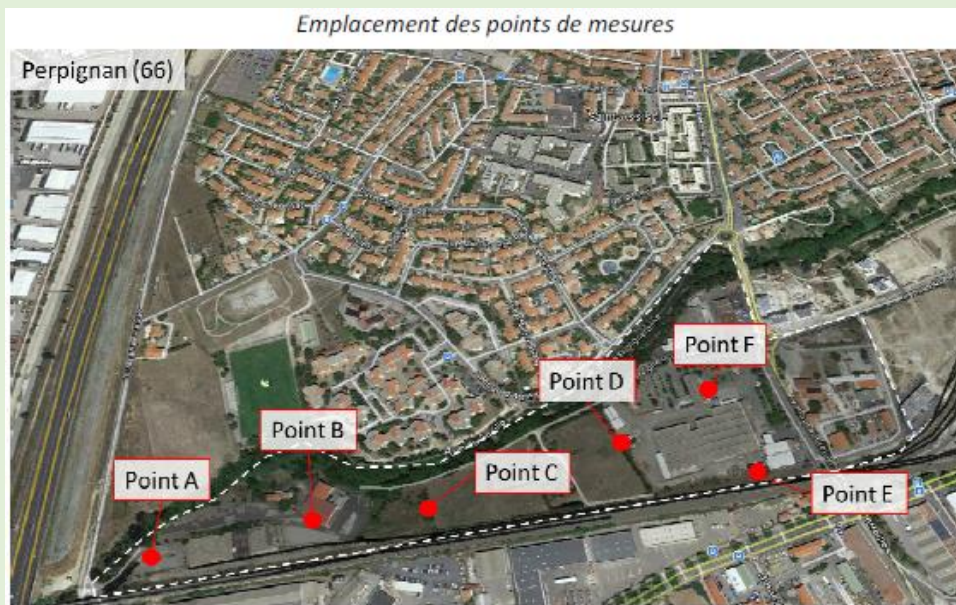 Emplacement des points de mesures
Perpignan (66)
Point F
Point D
Point B
Point C
Point A
Point E